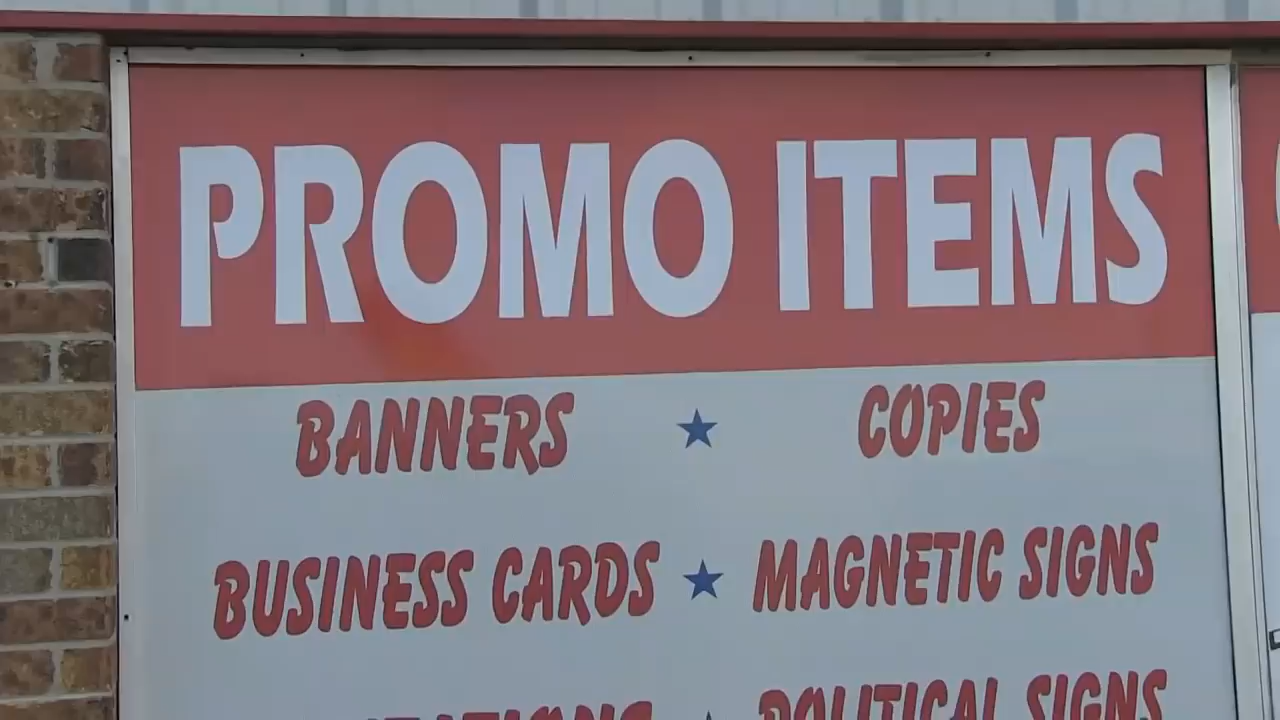 PROMO ITEMS
BANNERS ★ COPIES
BUSINESS CARDS ★ MAGNETIC SIGNS
POLITICAL SIGNS